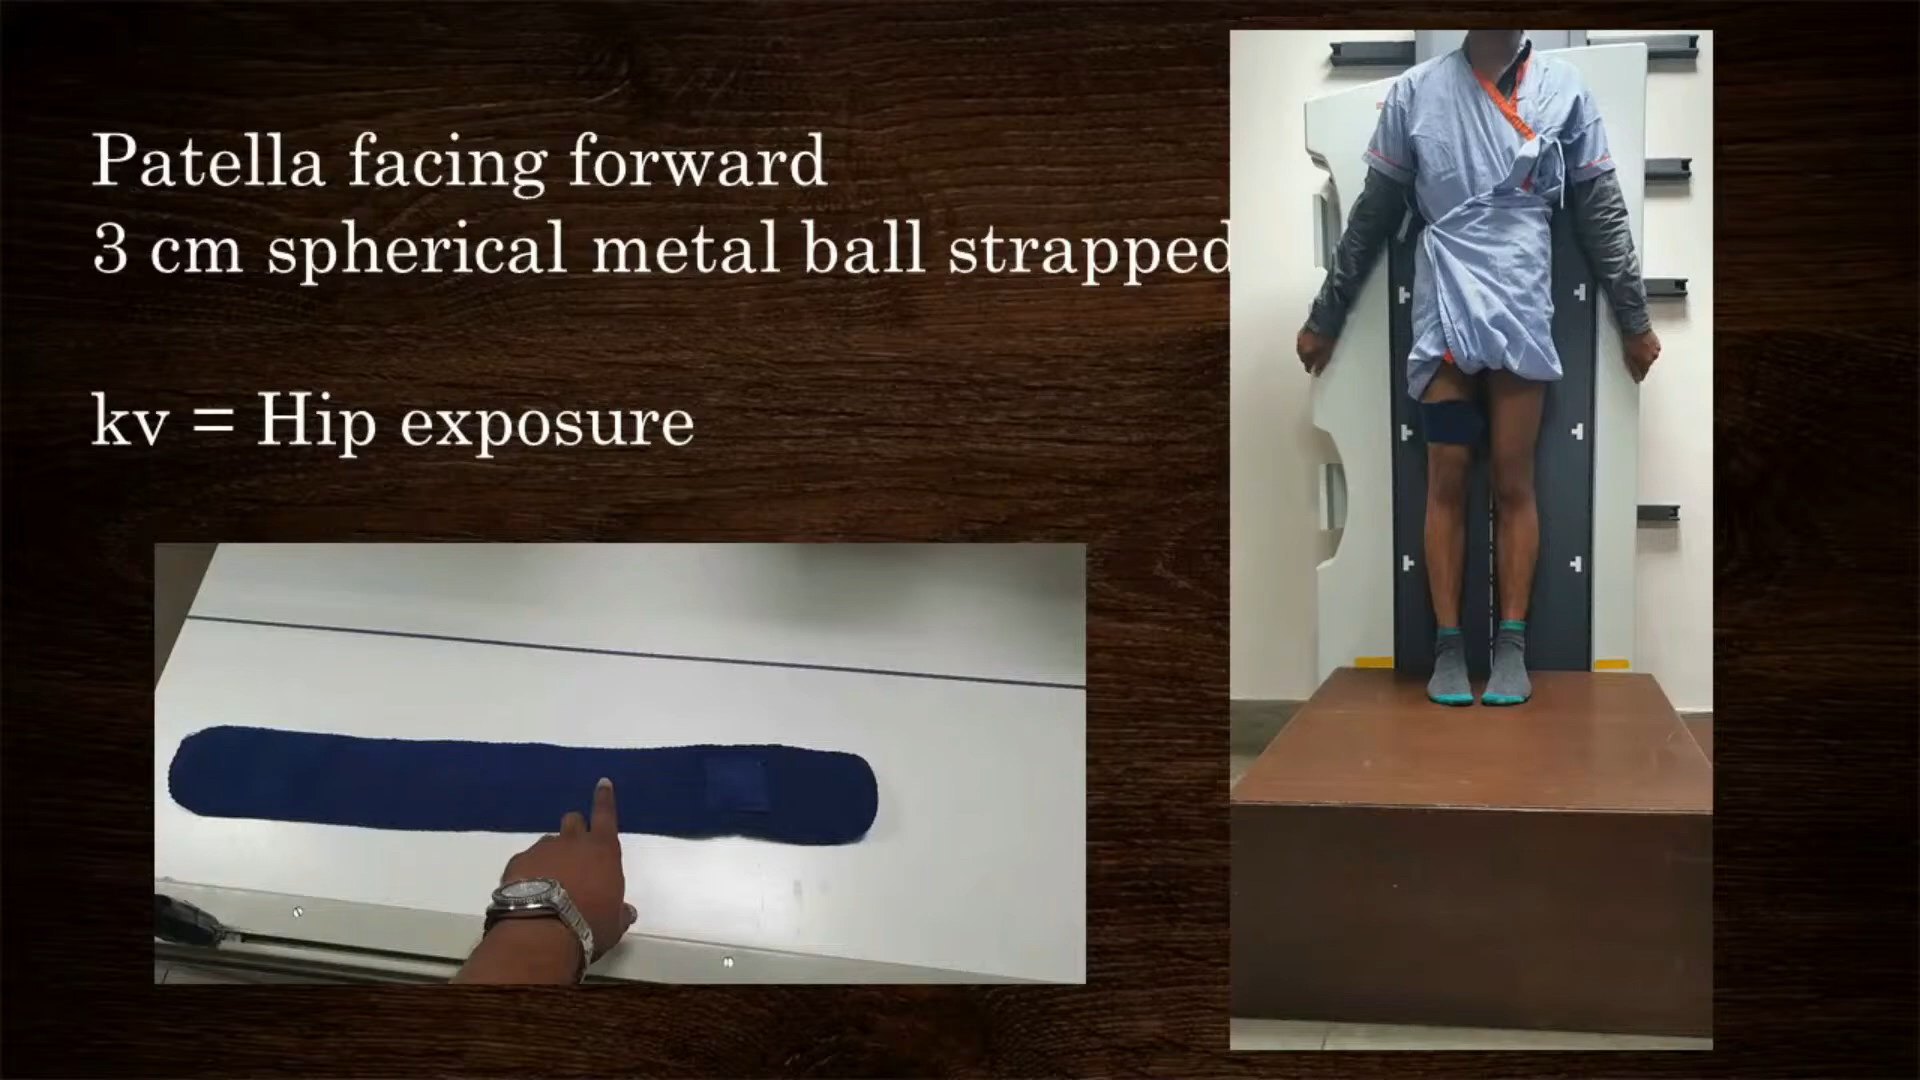 Patella facing forward
3 cm spherical metal ball strapped
kv = Hip exposure